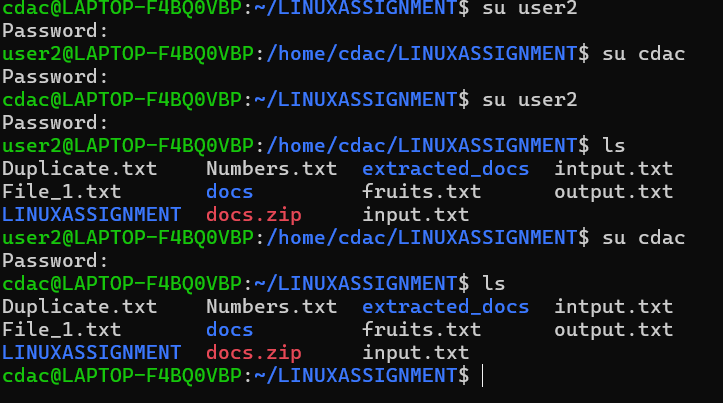 cdac@LAPTOP-F4BQ0VBP:~/LINUXASSIGNMENT$ su user2
Password:
user2@LAPTOP-F4BQ0VBP:/home/cdac/LINUXASSIGNMENT$ su cdac
Password:
cdac@LAPTOP-F4BQ0VBP:~/LINUXASSIGNMENT$ su user2
Password:
user2@LAPTOP-F4BQ0VBP:/home/cdac/LINUXASSIGNMENT$ ls
Duplicate.txt    Numbers.txt  extracted_docs  intput.txt
File_1.txt       docs         fruits.txt      output.txt
LINUXASSIGNMENT  docs.zip     input.txt
user2@LAPTOP-F4BQ0VBP:/home/cdac/LINUXASSIGNMENT$ su cdac
Password:
cdac@LAPTOP-F4BQ0VBP:~/LINUXASSIGNMENT$ ls
Duplicate.txt    Numbers.txt  extracted_docs  intput.txt
File_1.txt       docs         fruits.txt      output.txt
LINUXASSIGNMENT  docs.zip     input.txt
cdac@LAPTOP-F4BQ0VBP:~/LINUXASSIGNMENT$